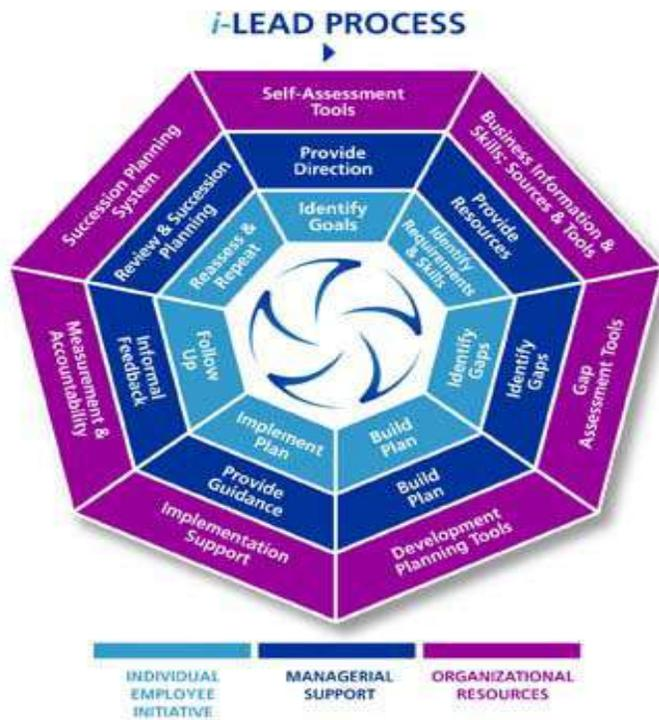 i-LEAD PROCESS
Self-Assessment
Tools
Provide
Direction
Identify
Goals
Business Information &
Skills: Sources & Tools
Provide
Resources
Identify
Requirements
& Skills
Gap
Assessment Tools
Identify
Gaps
Identify
Gaps
Development
Planning Tools
Build
Plan
Build
Plan
Implementation
Support
Provide
Guidance
Implement
Plan
Measurement &
Accountability
Informal
Feedback
Follow
Up
Succession Planning
System
Review & Succession
Planning
Reassess &
Repeat
INDIVIDUAL
EMPLOYEE
INITIATIVE
MANAGERIAL
SUPPORT
ORGANIZATIONAL
RESOURCES